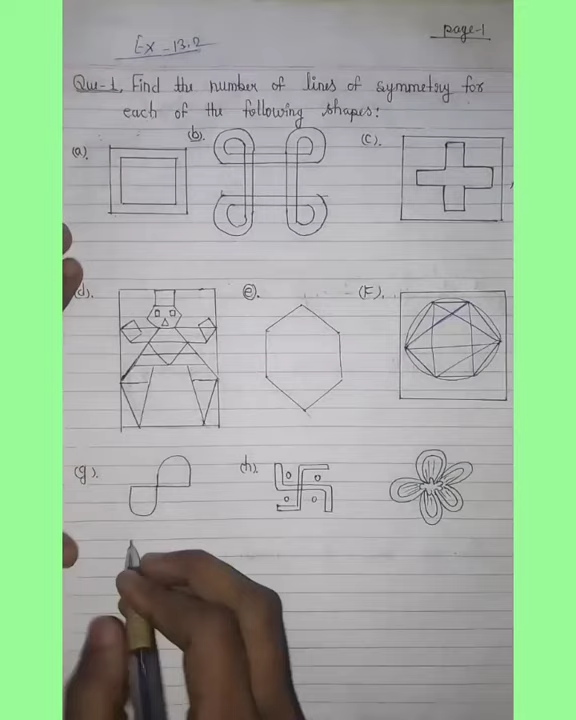 page-1
Ex - 13.2
Que-1, Find the number of lines of symmetry for
each of the following shapes:
(a). (b). (c).
(d). (e). (F).
(g). (h).